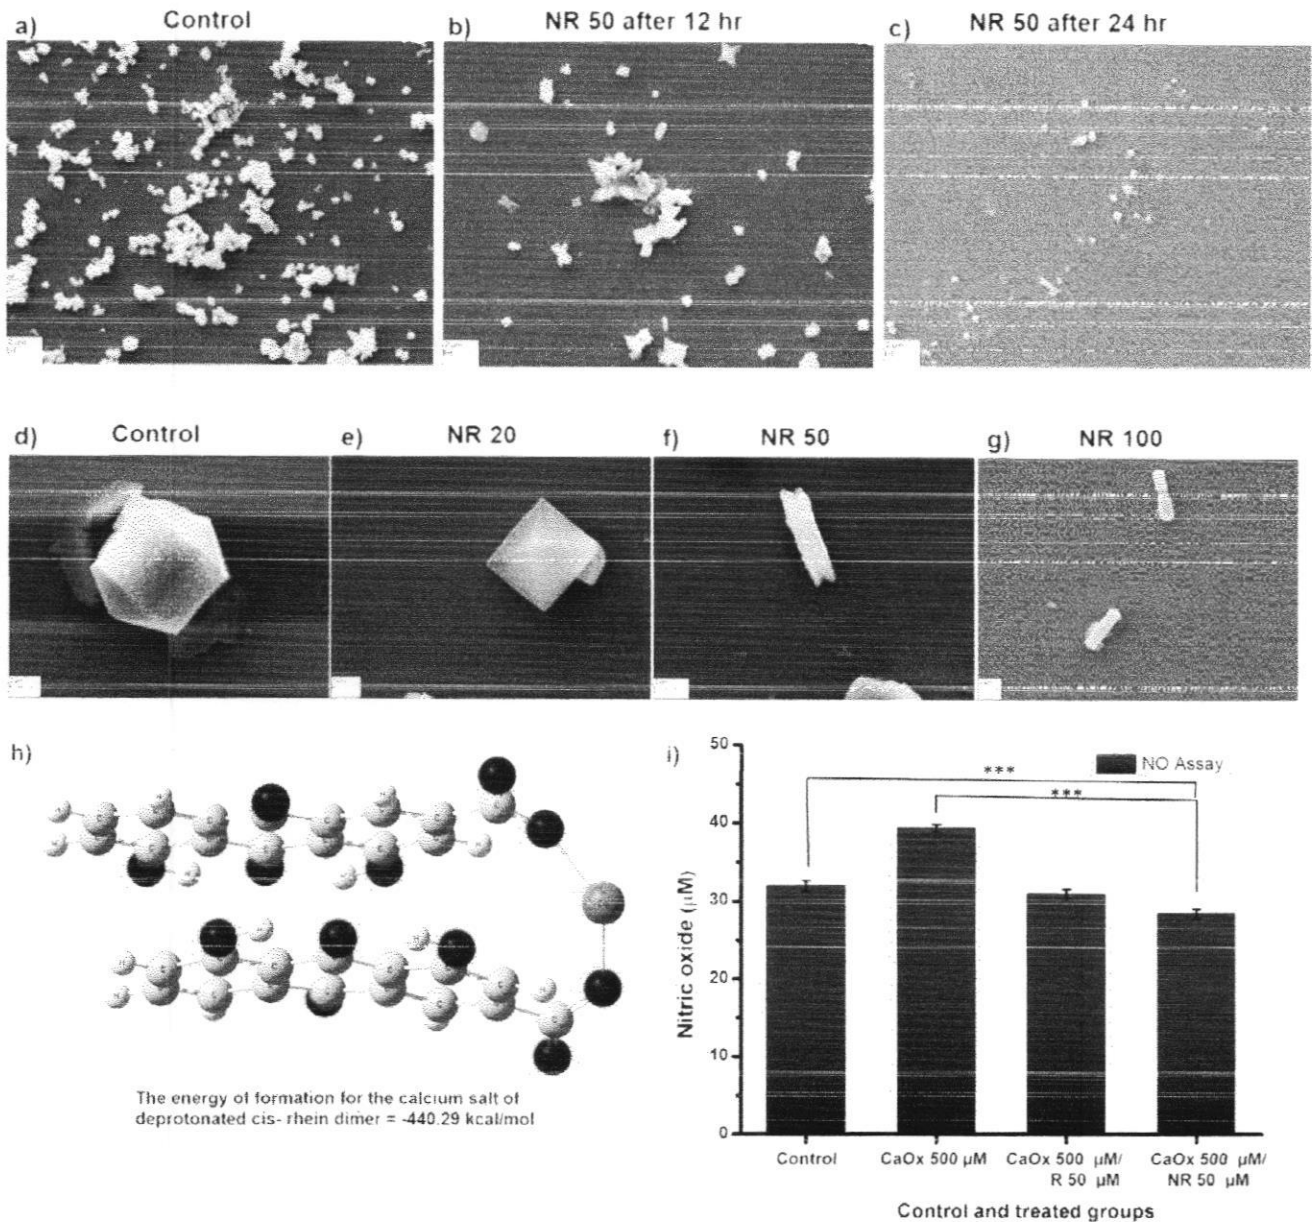 a) Control
b) NR 50 after 12 hr
c) NR 50 after 24 hr
d) Control
e) NR 20
f) NR 50
g) NR 100
h)
The energy of formation for the calcium salt of
deprotonated cis- rhein dimer = -440.29 kcal/mol
i)
NO Assay
***
***
Nitric oxide (µM)
50
40
30
20
10
0
Control
CaOx 500 µM
CaOx 500 µM/
R 50 µM
CaOx 500 µM/
NR 50 µM
Control and treated groups